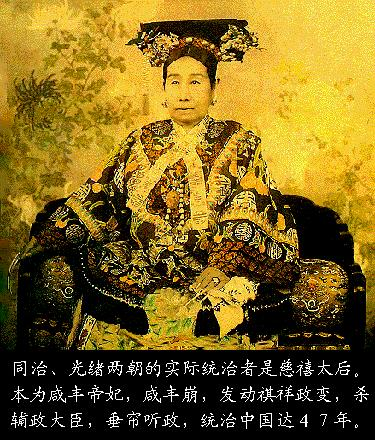 同治、光绪两朝的实际统治者是慈禧太后。
本为咸丰帝妃，咸丰崩，发动祺祥政变，杀
辅政大臣，垂帘听政，统治中国达４７年。